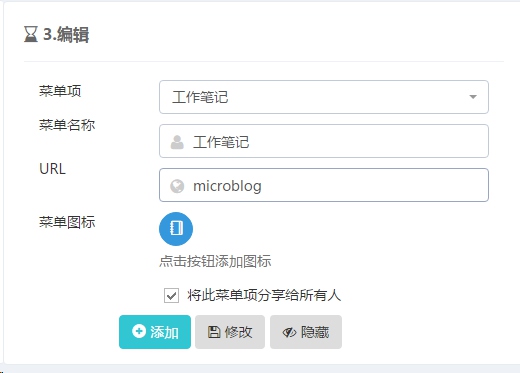 3.编辑
菜单项 工作笔记
菜单名称 工作笔记
URL microblog
菜单图标
点击按钮添加图标
将此菜单项分享给所有人
添加 修改 隐藏